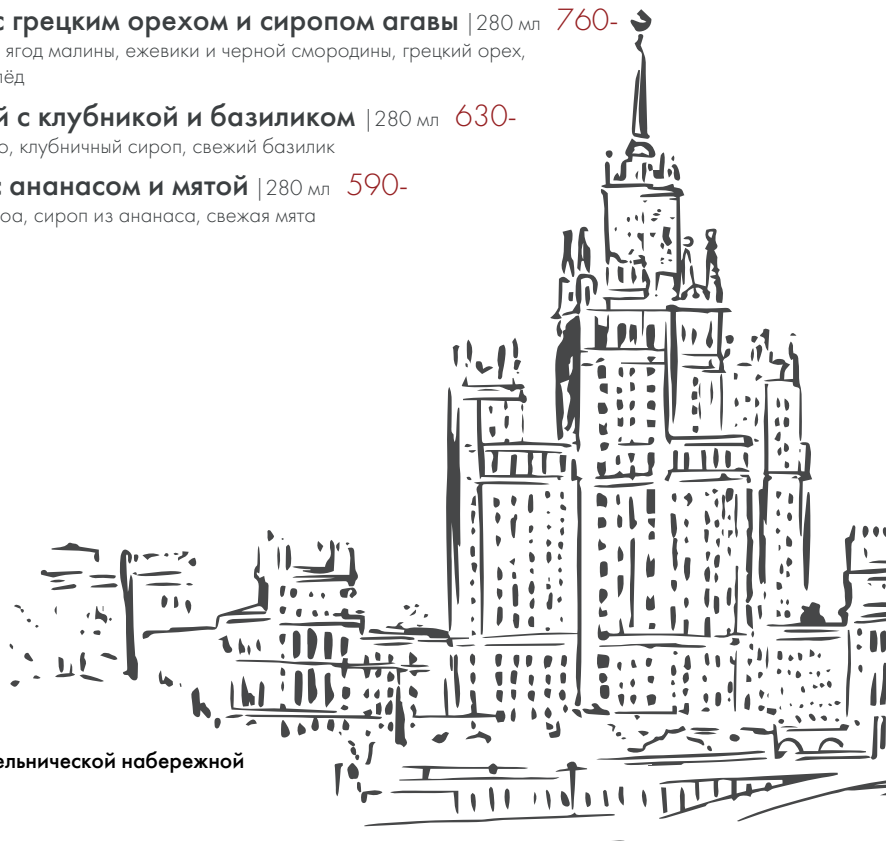 с грецким орехом и сиропом агавы |280 мл 760-
ягод малины, ежевики и черной смородины, грецкий орех,
лёд
й с клубникой и базиликом |280 мл 630-
о, клубничный сироп, свежий базилик
ананасом и мятой |280 мл 590-
оа, сироп из ананаса, свежая мята
ельнической набережной